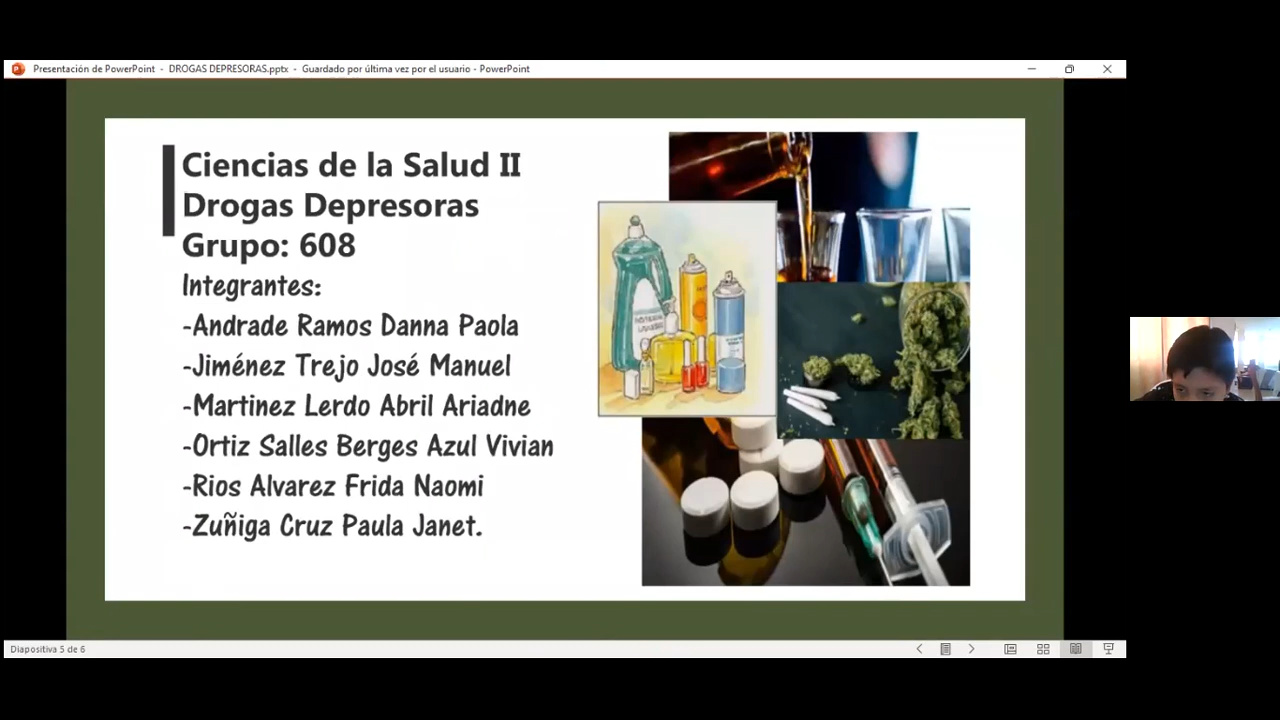 Presentación de PowerPoint - DROGAS DEPRESORAS.pptx - Guardado por última vez por el usuario - PowerPoint
Ciencias de la Salud II
Drogas Depresoras
Grupo: 608
Integrantes:
-Andrade Ramos Danna Paola
-Jiménez Trejo José Manuel
-Martinez Lerdo Abril Ariadne
-Ortiz Salles Berges Azul Vivian
-Rios Alvarez Frida Naomi
-Zuñiga Cruz Paula Janet.
Diapositiva 5 de 6